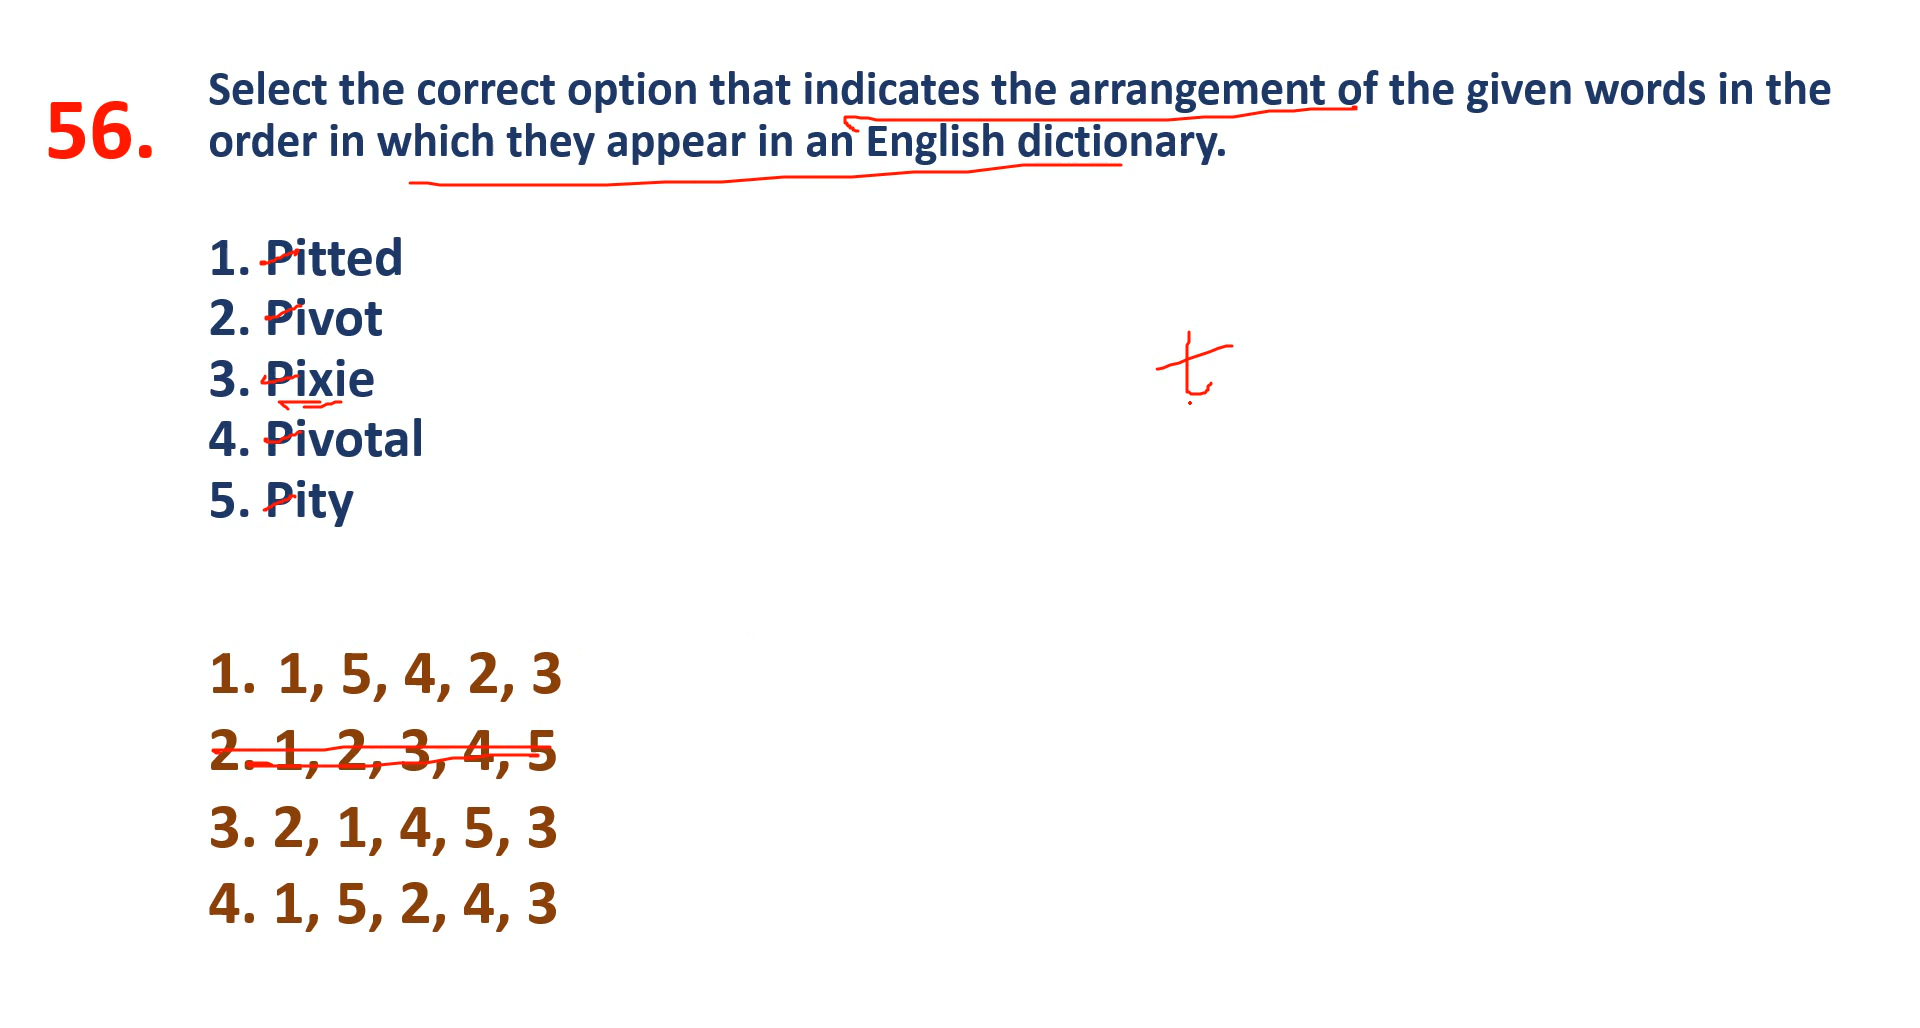 56.
Select the correct option that indicates the arrangement of the given words in the
order in which they appear in an English dictionary.
1. Pitted
2. Pivot
3. Pixie
4. Pivotal
5. Pity
t
1. 1, 5, 4, 2, 3
2. 1, 2, 3, 4, 5
3. 2, 1, 4, 5, 3
4. 1, 5, 2, 4, 3